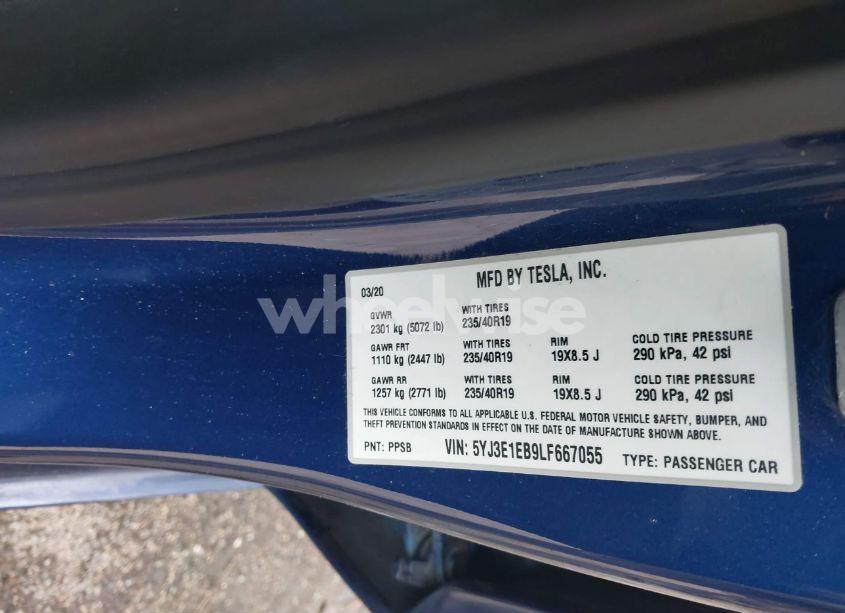 MFD BY TESLA, INC.
03/20
GVWR WITH TIRES
2301 kg (5072 lb) 235/40R19
GAWR FRT WITH TIRES RIM COLD TIRE PRESSURE
1110 kg (2447 lb) 235/40R19 19X8.5 J 290 kPa, 42 psi
GAWR RR WITH TIRES RIM COLD TIRE PRESSURE
1257 kg (2771 lb) 235/40R19 19X8.5 J 290 kPa, 42 psi
THIS VEHICLE CONFORMS TO ALL APPLICABLE U.S. FEDERAL MOTOR VEHICLE SAFETY, BUMPER, AND
THEFT PREVENTION STANDARDS IN EFFECT ON THE DATE OF MANUFACTURE SHOWN ABOVE.
PNT: PPSB VIN: 5YJ3E1EB9LF667055 TYPE: PASSENGER CAR
wheelwise